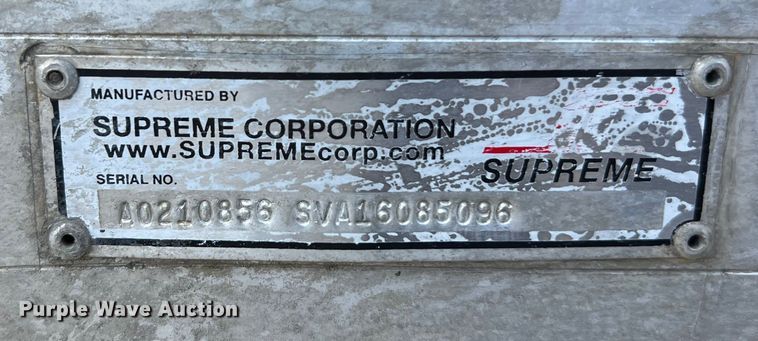 MANUFACTURED BY
SUPREME CORPORATION
www.SUPREMEcorp.com
SUPREME
SERIAL NO.
A0210856 SVA16085096
Purple Wave Auction